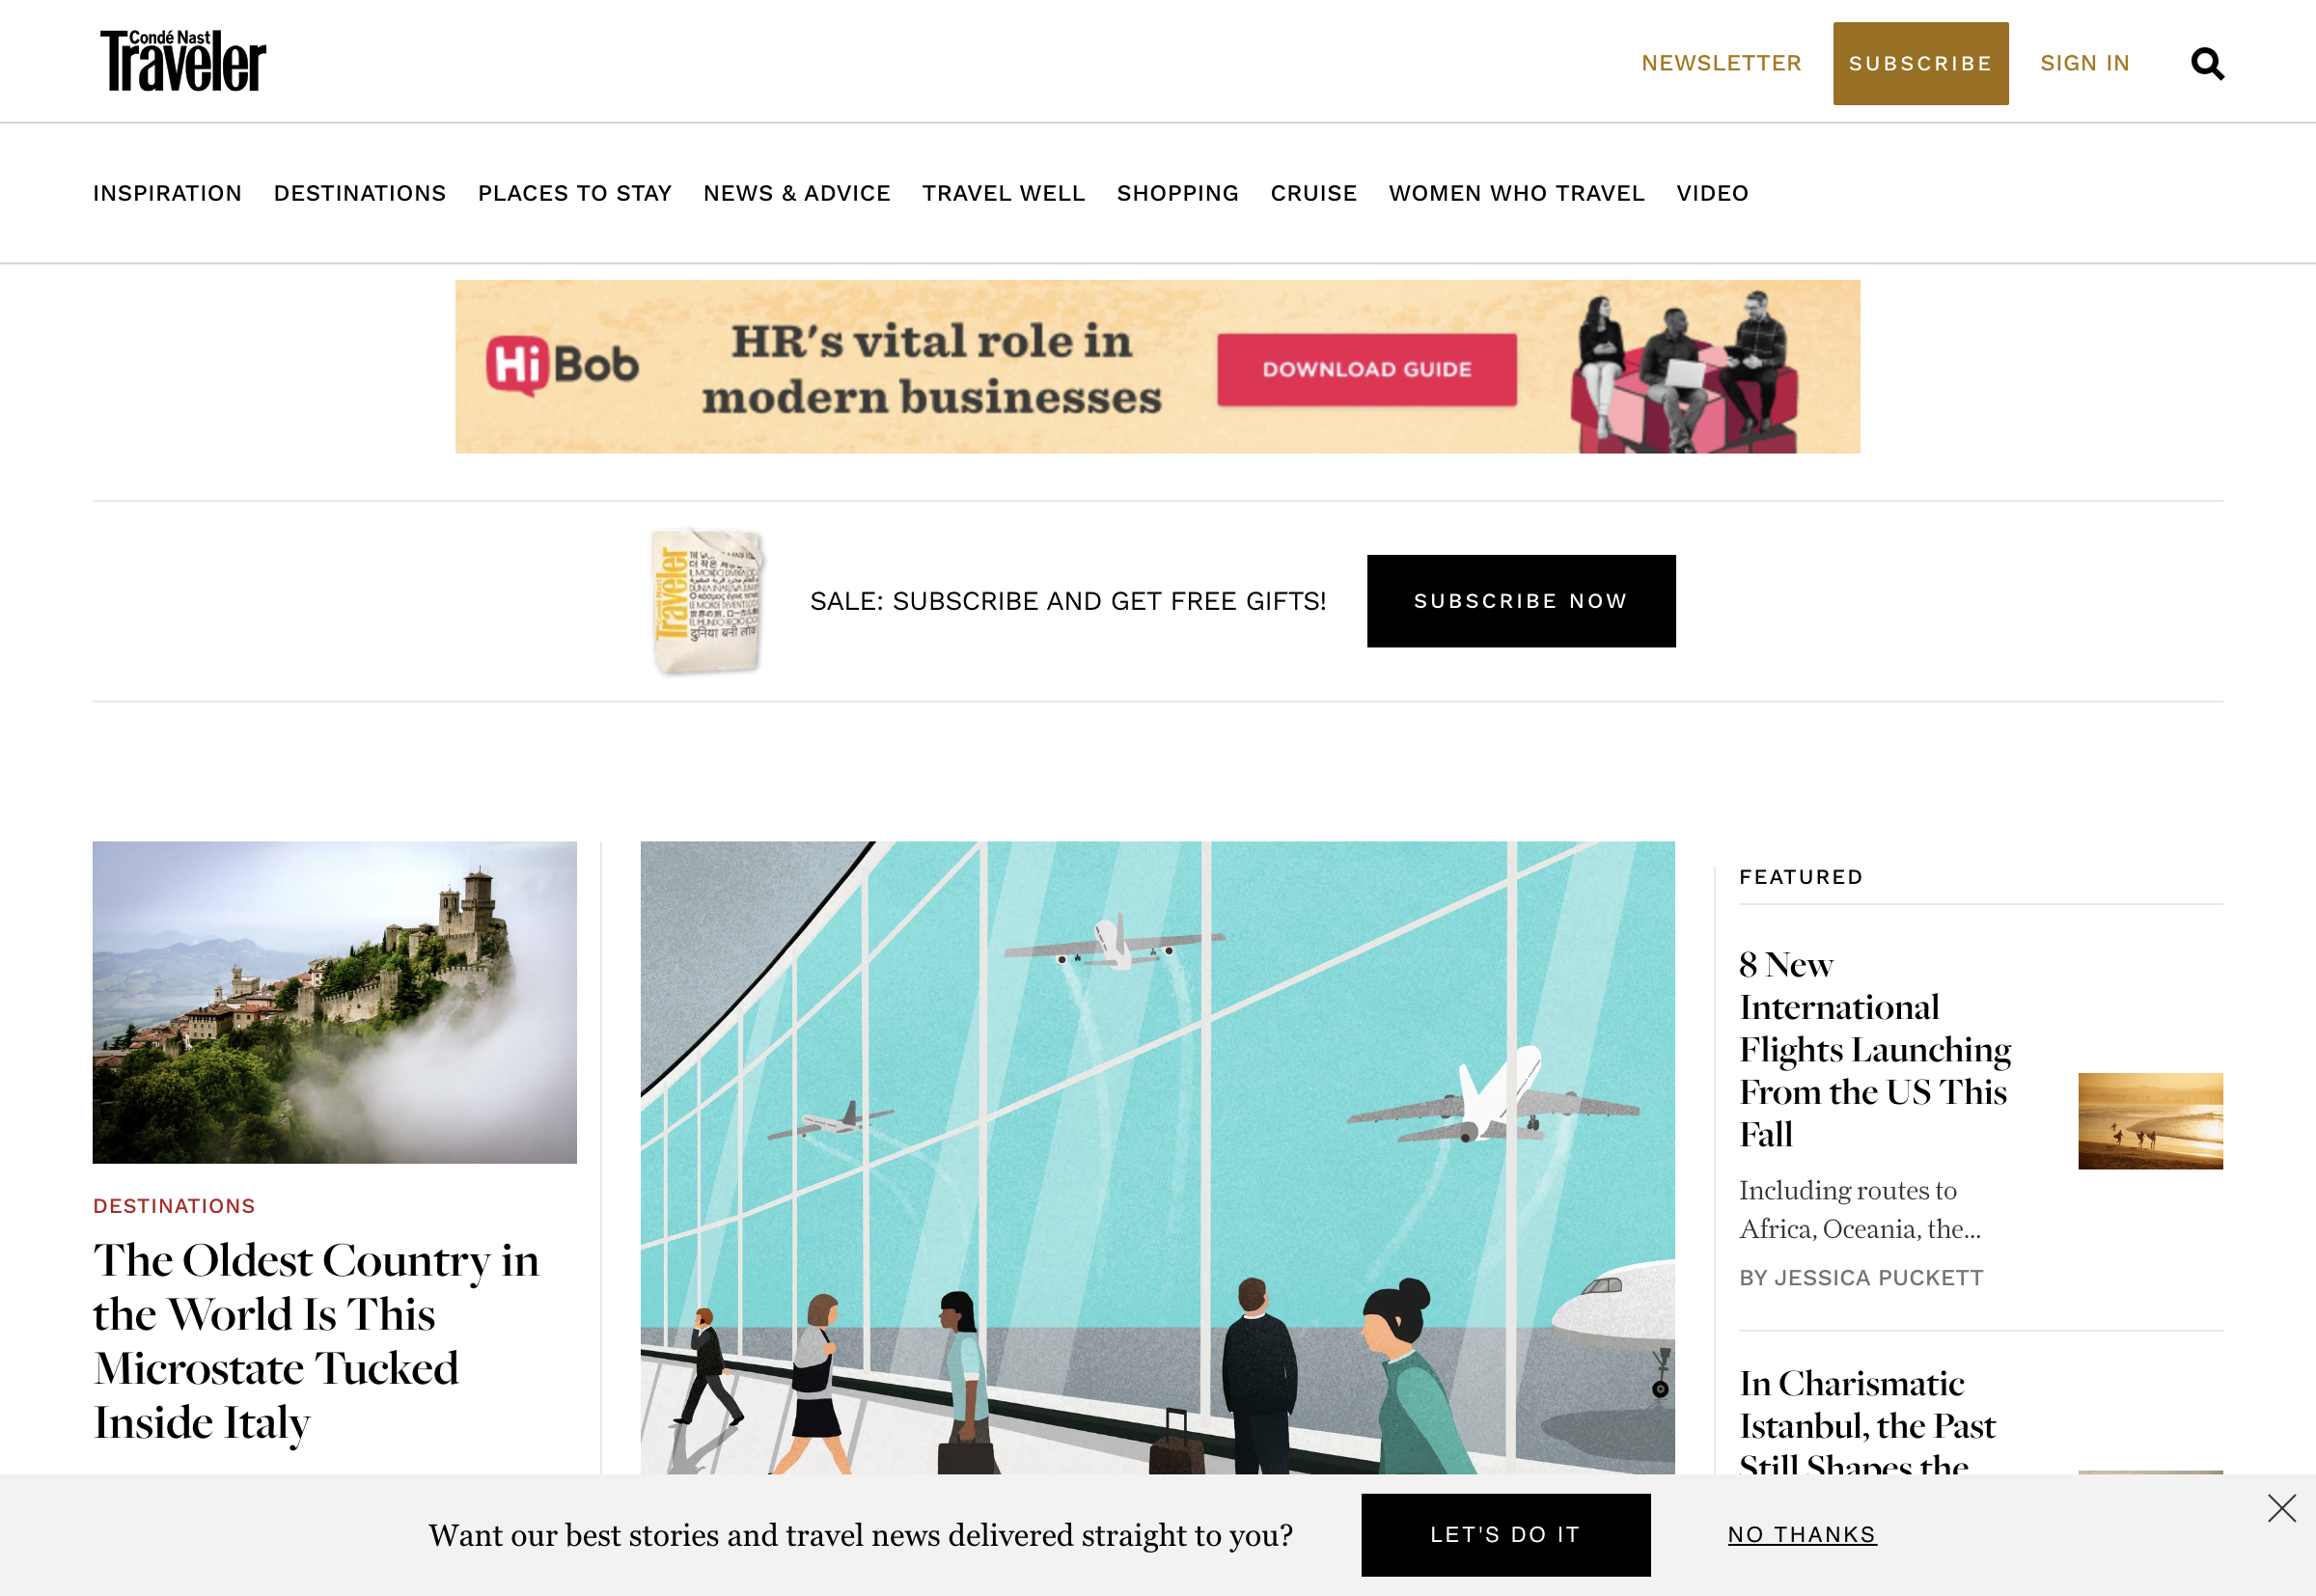 Condé Nast
Traveler
NEWSLETTER
SUBSCRIBE
SIGN IN
INSPIRATION
DESTINATIONS
PLACES TO STAY
NEWS & ADVICE
TRAVEL WELL
SHOPPING
CRUISE
WOMEN WHO TRAVEL
VIDEO
Hi Bob
HR's vital role in
modern businesses
DOWNLOAD GUIDE
Condé Nast
Traveler
दुनिया बनी लोक
SALE: SUBSCRIBE AND GET FREE GIFTS!
SUBSCRIBE NOW
DESTINATIONS
The Oldest Country in
the World Is This
Microstate Tucked
Inside Italy
FEATURED
8 New
International
Flights Launching
From the US This
Fall
Including routes to
Africa, Oceania, the...
BY JESSICA PUCKETT
In Charismatic
Istanbul, the Past
Still Shapes the
Want our best stories and travel news delivered straight to you?
LET'S DO IT
NO THANKS